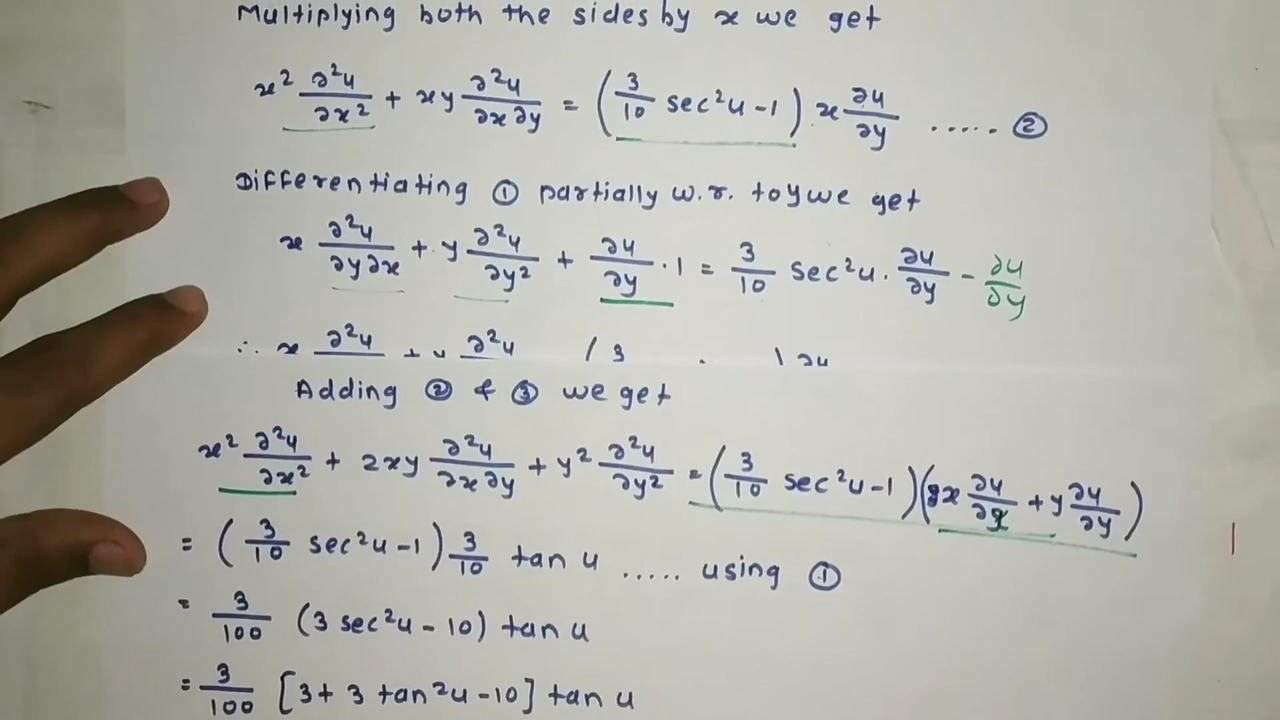 Multiplying both the sides by x we get
x² ∂²u/∂x² + xy ∂²u/∂x∂y = (3/10 sec²u - 1) x ∂u/∂y ..... ②
Differentiating ① partially w.r. to y we get
x ∂²u/∂y∂x + y ∂²u/∂y² + ∂u/∂y · 1 = 3/10 sec²u · ∂u/∂y - ∂u/∂y
∴ x ∂²u + y ∂²u ( 3 ) ∂u
Adding ② & ③ we get
x² ∂²u/∂x² + 2xy ∂²u/∂x∂y + y² ∂²u/∂y² = (3/10 sec²u - 1)(x ∂u/∂x + y ∂u/∂y)
= (3/10 sec²u - 1) 3/10 tan u ..... using ①
= 3/100 (3 sec²u - 10) tan u
= 3/100 [3 + 3 tan²u - 10] tan u